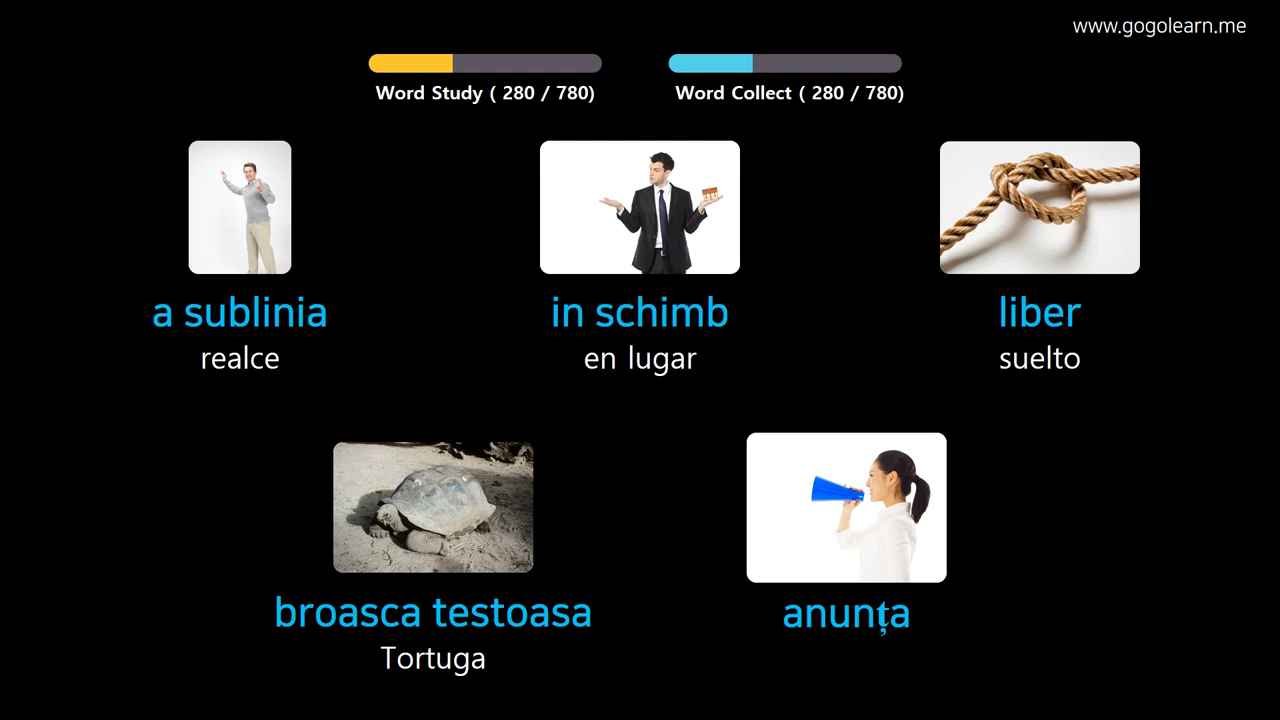 www.gogolearn.me
Word Study ( 280 / 780)
Word Collect ( 280 / 780)
a sublinia
realce
in schimb
en lugar
liber
suelto
broasca testoasa
Tortuga
anunța